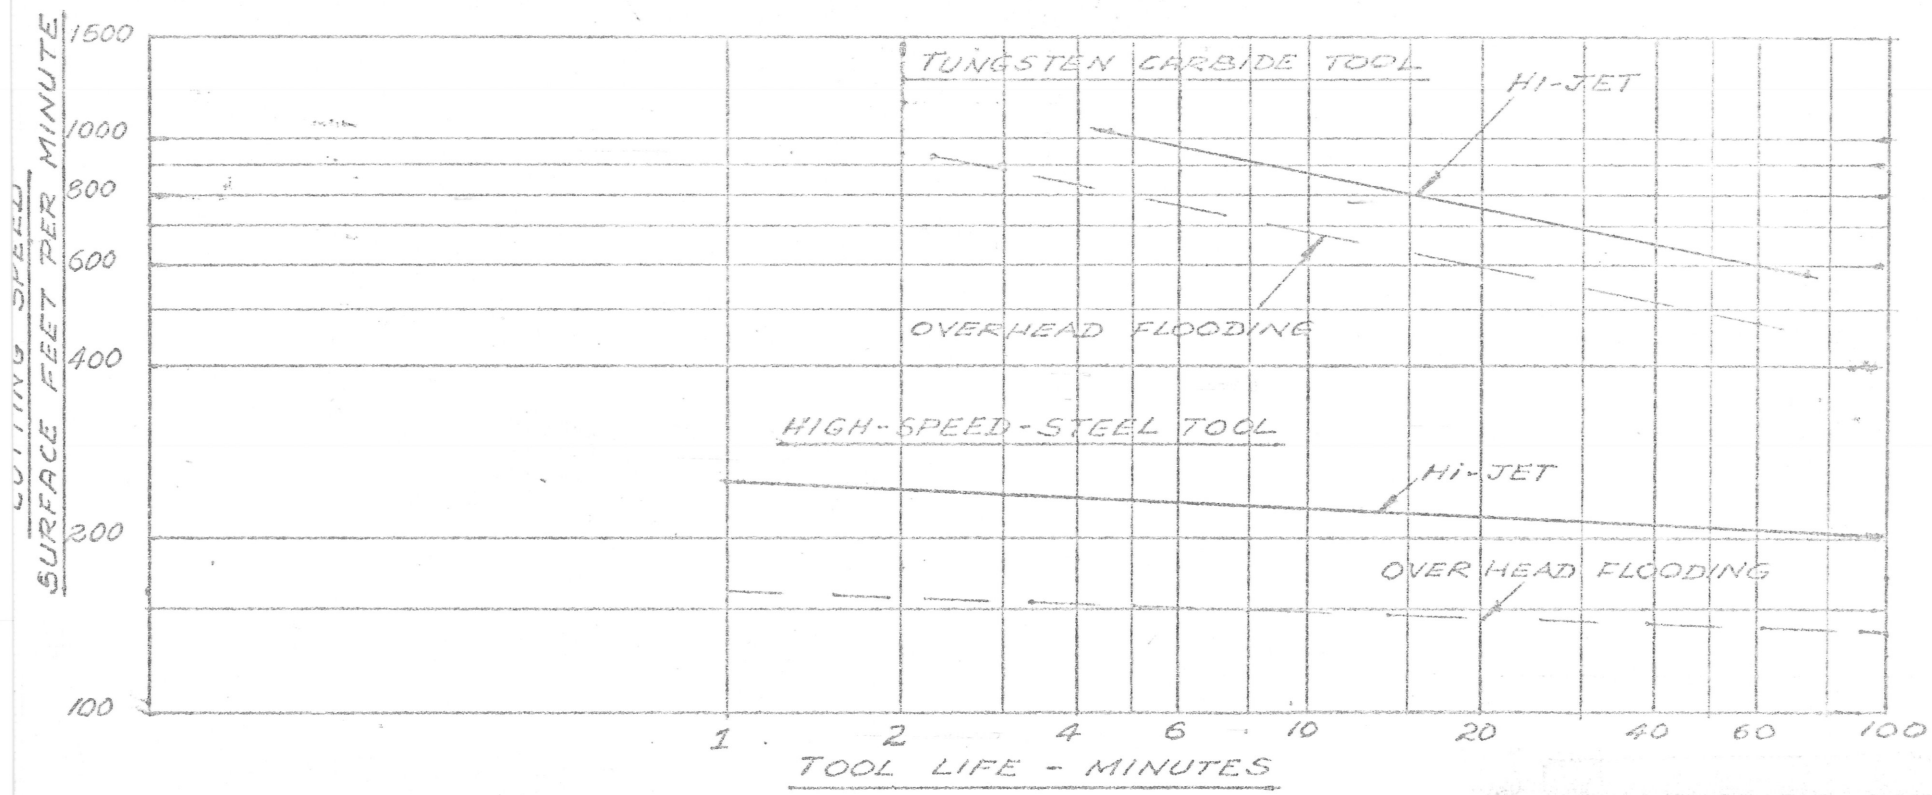 CUTTING SPEED
SURFACE FEET PER MINUTE
1500
1000
800
600
400
200
100
TUNGSTEN CARBIDE TOOL
HI-JET
OVERHEAD FLOODING
HIGH-SPEED-STEEL TOOL
Hi-JET
OVER HEAD FLOODING
1 2 4 6 10 20 40 60 100
TOOL LIFE - MINUTES